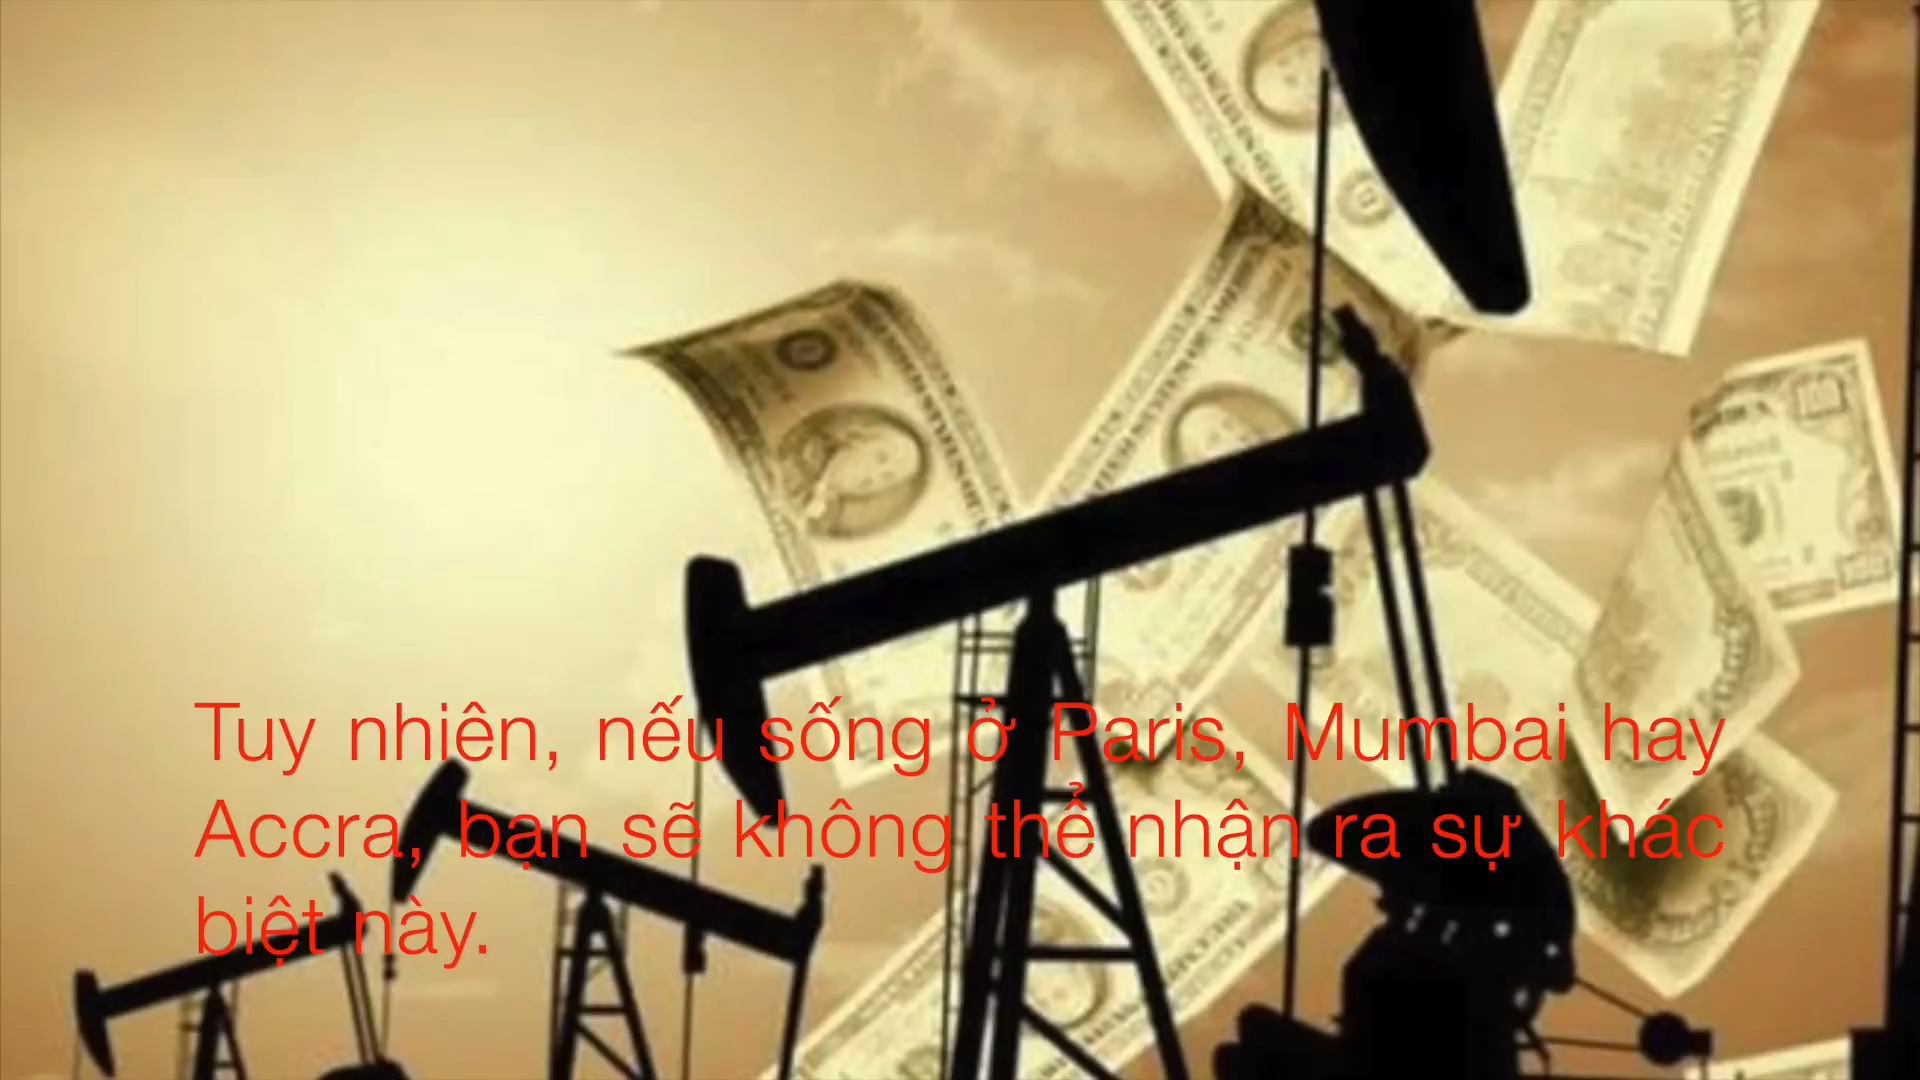 Tuy nhiên, nếu sống ở Paris, Mumbai hay
Accra, bạn sẽ không thể nhận ra sự khác
biệt này.